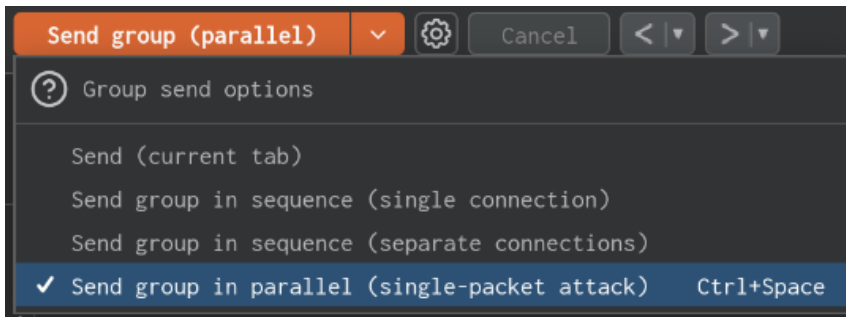 Send group (parallel)
Cancel
Group send options
Send (current tab)
Send group in sequence (single connection)
Send group in sequence (separate connections)
Send group in parallel (single-packet attack) Ctrl+Space